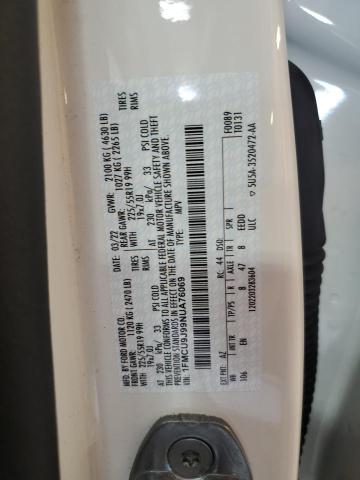 MFD. BY FORD MOTOR CO.
DATE: 03/22 GVWR: 2100 KG ( 4630 LB)
FRONT GAWR: 1120 KG ( 2470 LB) REAR GAWR: 1027 KG ( 2265 LB)
WITH TIRES WITH TIRES
225/55R19 99H RIMS 225/55R19 99H RIMS
19x7.0J 19x7.0J
AT 230 kPa/ 33 PSI COLD AT 230 kPa/ 33 PSI COLD
THIS VEHICLE CONFORMS TO ALL APPLICABLE FEDERAL MOTOR VEHICLE SAFETY AND THEFT
PREVENTION STANDARDS IN EFFECT ON THE DATE OF MANUFACTURE SHOWN ABOVE.
VIN: 1FMCU9J99NUA76069
TYPE: MPV
F0089
T0131
EXT PNT: AZ RC: 44 DSO:
WB INT TR TP/PS R AXLE TR SPR
106 EN 8 47 8 FEDD
ULC
5U5A-3520472-AA